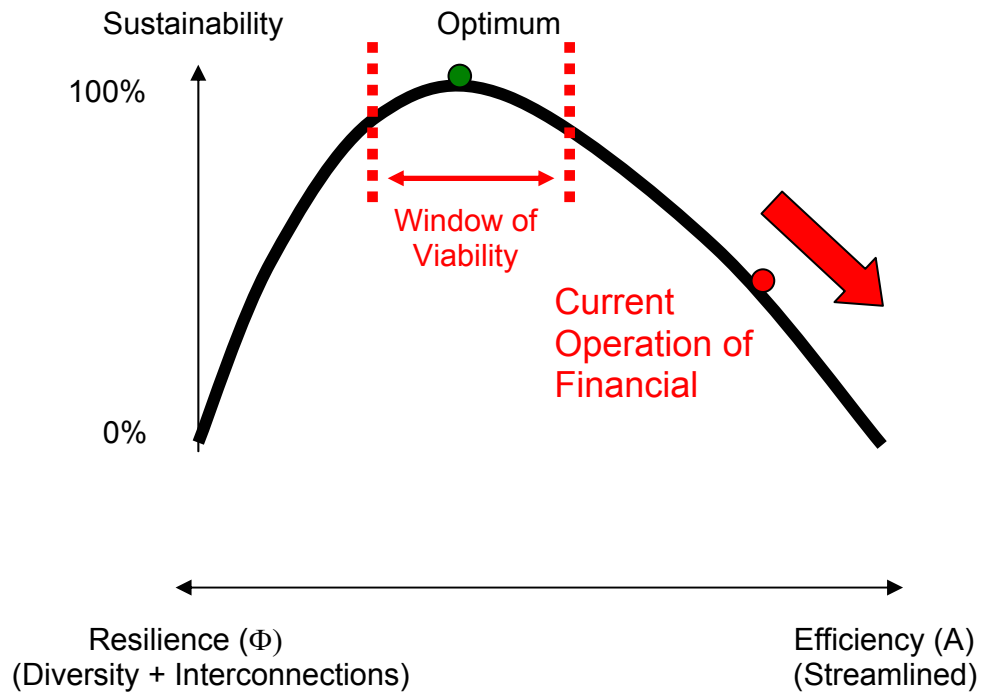 Sustainability
Optimum
100%
Window of
Viability
Current
Operation of
Financial
0%
Resilience (Φ)
(Diversity + Interconnections)
Efficiency (A)
(Streamlined)